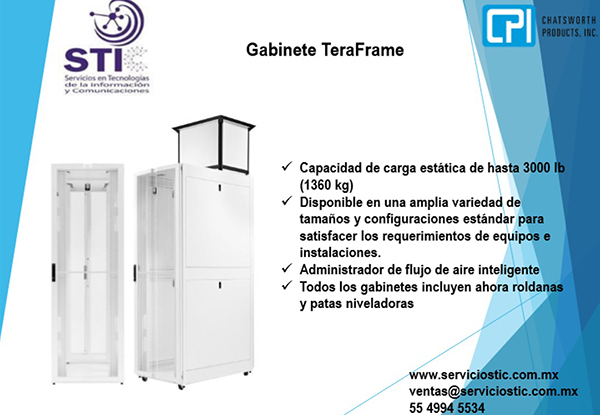 STIC
Servicios en Tecnologías
de la Información
y Comunicaciones
Gabinete TeraFrame
CPI
CHATSWORTH
PRODUCTS, INC.
✓ Capacidad de carga estática de hasta 3000 lb
(1360 kg)
✓ Disponible en una amplia variedad de
tamaños y configuraciones estándar para
satisfacer los requerimientos de equipos e
instalaciones.
✓ Administrador de flujo de aire inteligente
✓ Todos los gabinetes incluyen ahora roldanas
y patas niveladoras
www.serviciostic.com.mx
ventas@serviciostic.com.mx
55 4994 5534